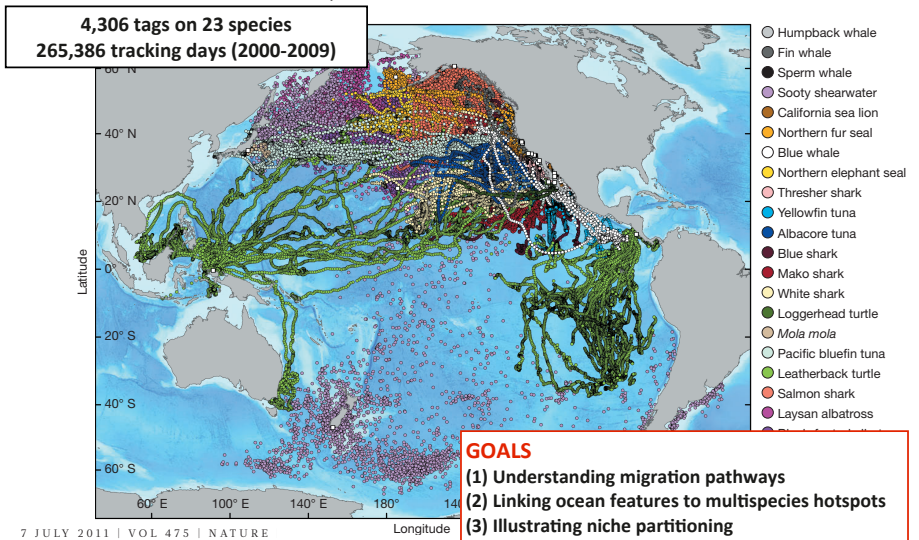 4,306 tags on 23 species
265,386 tracking days (2000-2009)
40° N
20° N
0°
20° S
40° S
60° S
Latitude
60° E
100° E
140° E
180°
Longitude
Humpback whale
Fin whale
Sperm whale
Sooty shearwater
California sea lion
Northern fur seal
Blue whale
Northern elephant seal
Thresher shark
Yellowfin tuna
Albacore tuna
Blue shark
Mako shark
White shark
Loggerhead turtle
Mola mola
Pacific bluefin tuna
Leatherback turtle
Salmon shark
Laysan albatross
GOALS
(1) Understanding migration pathways
(2) Linking ocean features to multispecies hotspots
(3) Illustrating niche partitioning
7 JULY 2011 | VOL 475 | NATURE